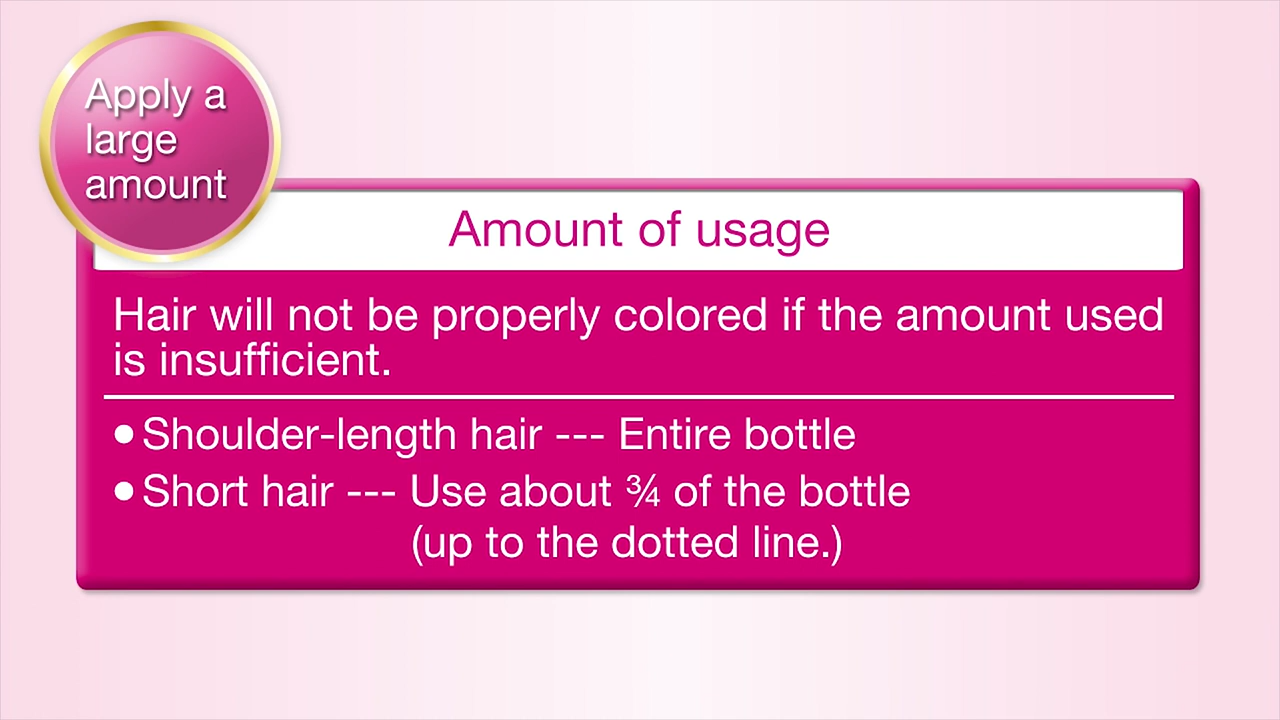 Apply a
large
amount
Amount of usage
Hair will not be properly colored if the amount used
is insufficient.
●Shoulder-length hair --- Entire bottle
●Short hair --- Use about ¾ of the bottle
(up to the dotted line.)